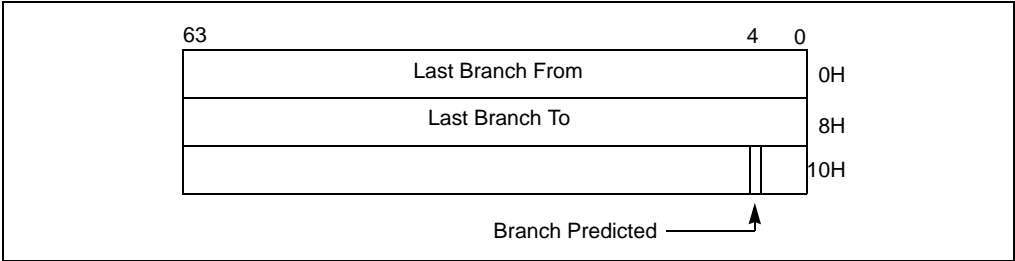 63 4 0
Last Branch From 0H
Last Branch To 8H
10H
Branch Predicted